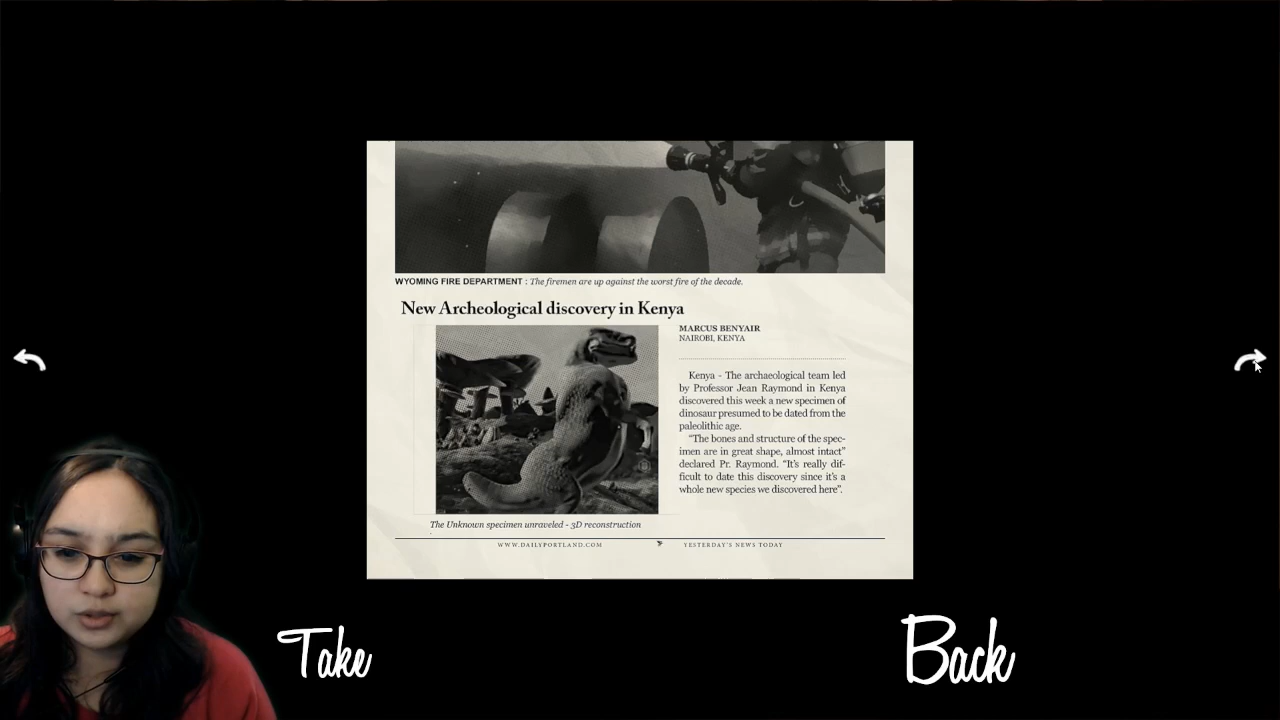 WYOMING FIRE DEPARTMENT : The firemen are up against the worst fire of the decade.
New Archeological discovery in Kenya
MARCUS BENYAIR
NAIROBI, KENYA
Kenya - The archaeological team led
by Professor Jean Raymond in Kenya
discovered this week a new specimen of
dinosaur presumed to be dated from the
paleolithic age.
“The bones and structure of the spec-
imen are in great shape, almost intact”
declared Pr. Raymond. “It’s really dif-
ficult to date this discovery since it’s a
whole new species we discovered here”.
The Unknown specimen unraveled - 3D reconstruction
WWW.DAILYPORTLAND.COM
YESTERDAY'S NEWS TODAY
Take
Back